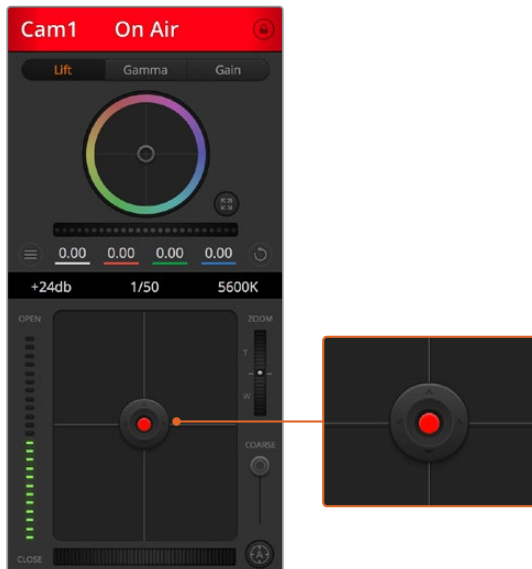 Cam1 On Air
Lift Gamma Gain
0.00 0.00 0.00 0.00
+24db 1/50 5600K
OPEN ZOOM
T
W
COARSE
A
CLOSE